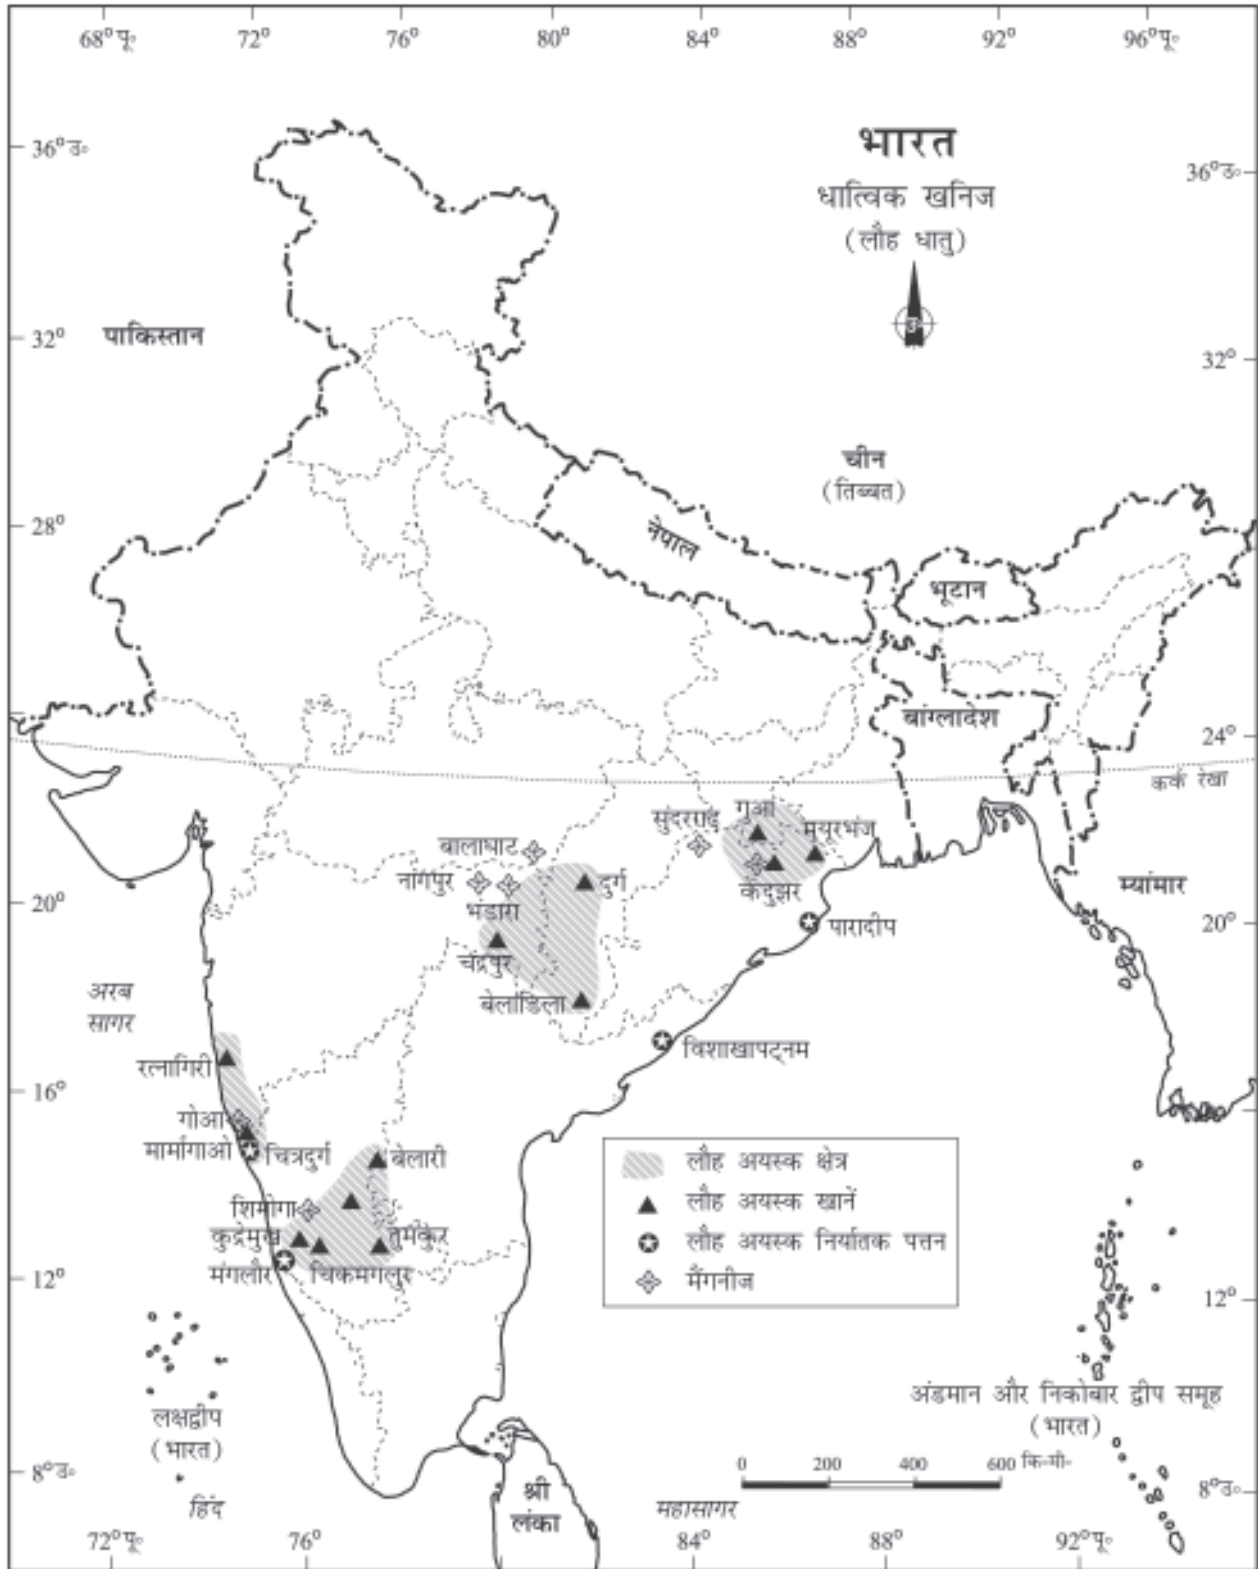 68°पू॰ 72° 76° 80° 84° 88° 92° 96°पू॰
भारत
धात्विक खनिज
(लौह धातु)
36°उ॰
36°उ॰
उ॰
पाकिस्तान
32°
32°
चीन
(तिब्बत)
28°
नेपाल
भूटान
बांग्लादेश
24°
कर्क रेखा
सुंदरगढ़
गुआ
मयूरभंज
बालाघाट
नागपुर
दुर्ग
केंदुझर
म्यांमार
20°
भंडारा
20°
पारादीप
चंद्रपुर
बेलाडिला
अरब
सागर
विशाखापट्नम
रत्नागिरी
16°
गोआ
मार्मागाओ
चित्रदुर्ग
बेलारी
शिमोगा
कुद्रेमुख
तुमकुर
मंगलौर
चिकमगलुर
12°
12°
लौह अयस्क क्षेत्र
लौह अयस्क खानें
लौह अयस्क निर्यातक पत्तन
मैंगनीज
लक्षद्वीप
(भारत)
अंडमान और निकोबार द्वीप समूह
(भारत)
0 200 400 600 कि॰मी॰
8°उ॰
8°उ॰
हिंद
महासागर
श्री
लंका
72°पू॰ 76° 84° 88° 92°पू॰